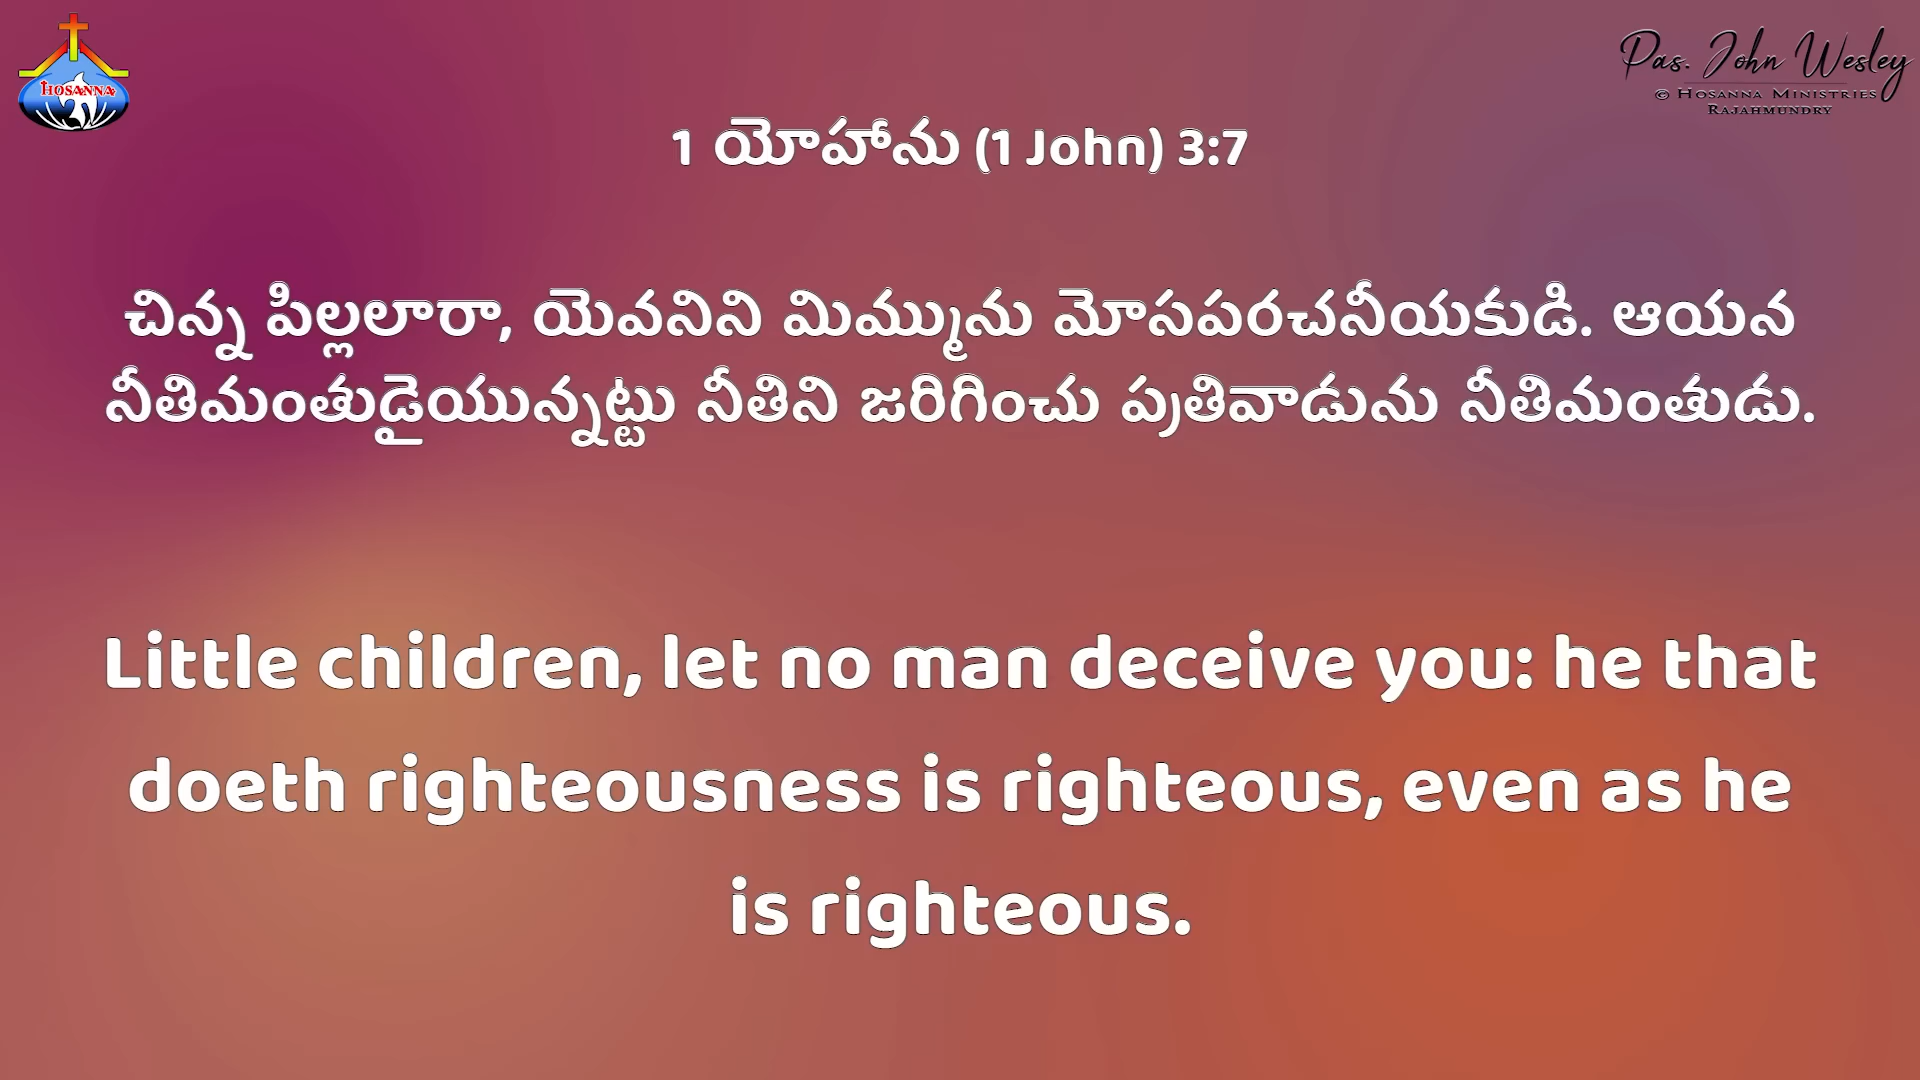 HOSANNA
Pas. John Wesley
© Hosanna Ministries
Rajahmundry
1 యోహాను (1 John) 3:7
చిన్న పిల్లలారా, యెవనిని మిమ్మును మోసపరచనీయకుడి. ఆయన
నీతిమంతుడైయున్నట్టు నీతిని జరిగించు ప్రతివాడును నీతిమంతుడు.
Little children, let no man deceive you: he that
doeth righteousness is righteous, even as he
is righteous.